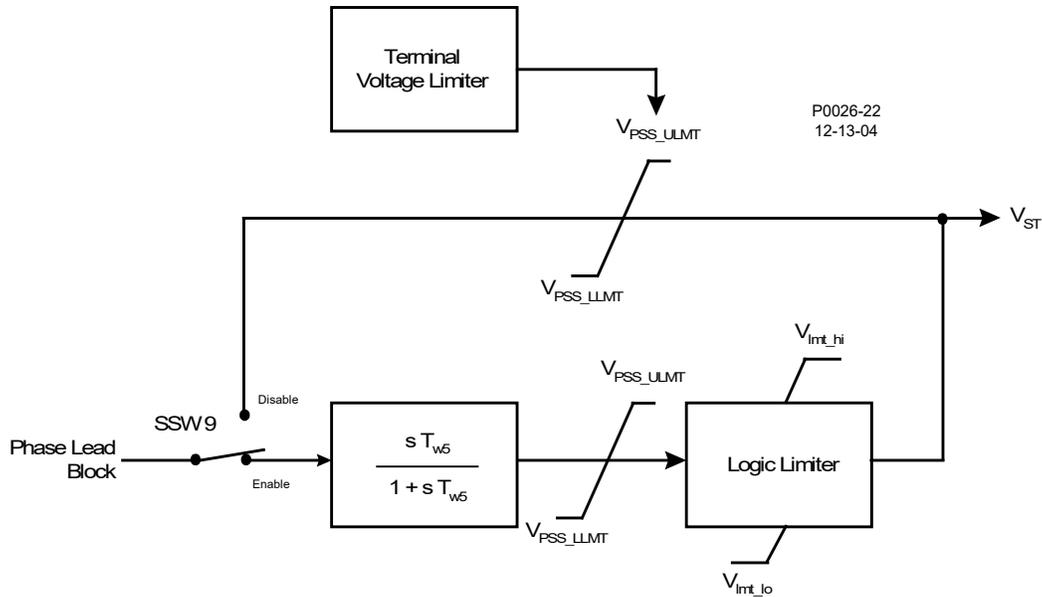 Terminal
Voltage Limiter
P0026-22
12-13-04
VPSS_ULMT
VST
VPSS_LLMT
Vlmt_hi
VPSS_ULMT
Disable
SSW 9
Phase Lead
Block
Enable
s Tw5
1 + s Tw5
Logic Limiter
VPSS_LLMT
Vlmt_lo